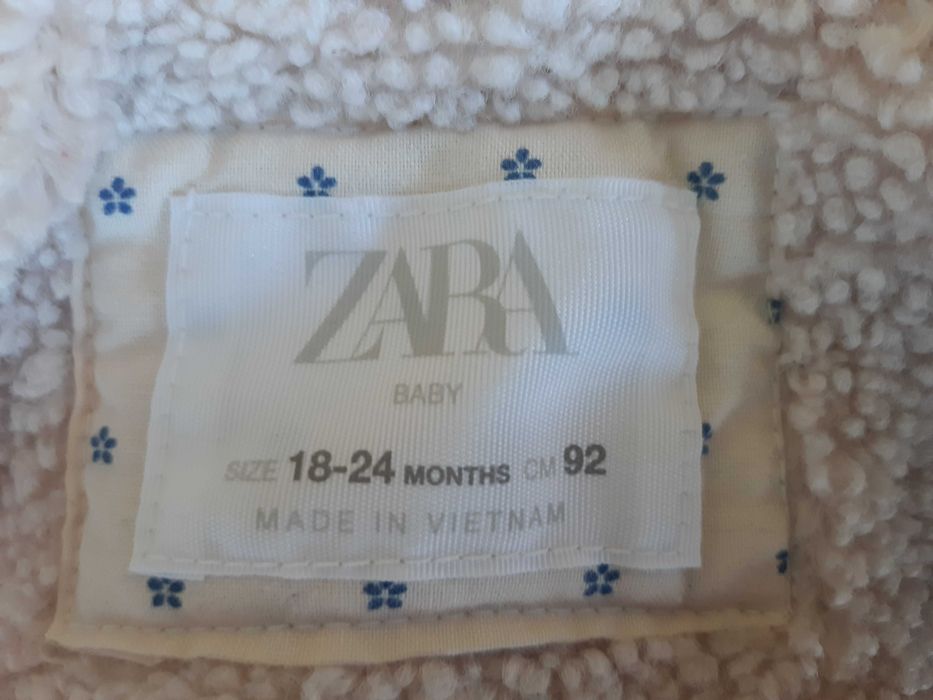 ZARA
BABY
SIZE 18-24 MONTHS CM 92
MADE IN VIETNAM